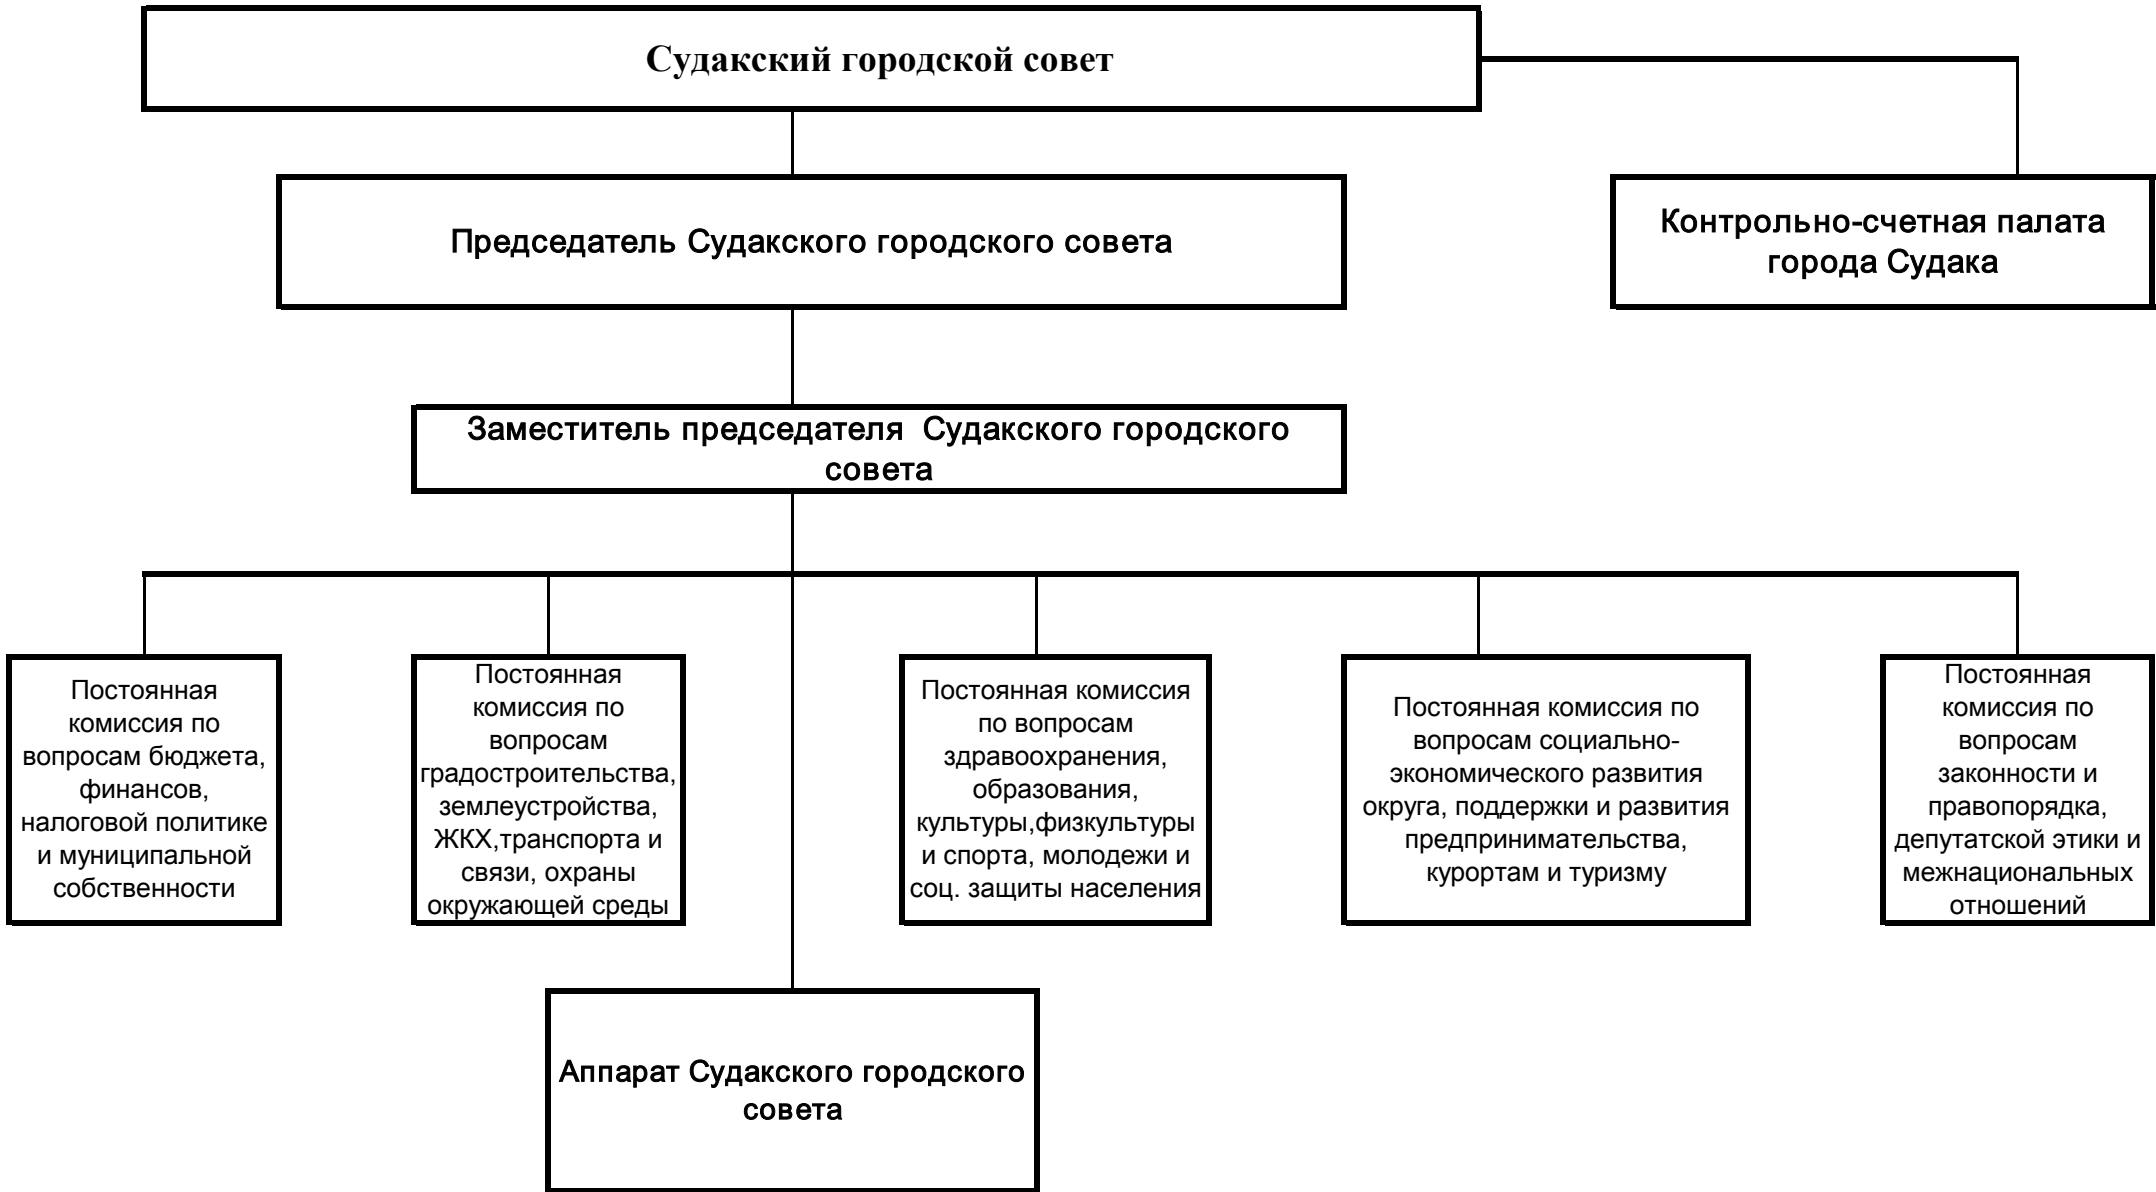 Судакский городской совет
Председатель Судакского городского совета
Контрольно-счетная палата
города Судака
Заместитель председателя  Судакского городского
совета
Постоянная
комиссия по
вопросам бюджета,
финансов,
налоговой политике
и муниципальной
собственности
Постоянная
комиссия по
вопросам
градостроительства,
землеустройства,
ЖКХ,транспорта и
связи, охраны
окружающей среды
Постоянная комиссия
по вопросам
здравоохранения,
образования,
культуры,физкультуры
и спорта, молодежи и
соц. защиты населения
Постоянная комиссия по
вопросам социально-
экономического развития
округа, поддержки и развития
предпринимательства,
курортам и туризму
Постоянная
комиссия по
вопросам
законности и
правопорядка,
депутатской этики и
межнациональных
отношений
Аппарат Судакского городского
совета